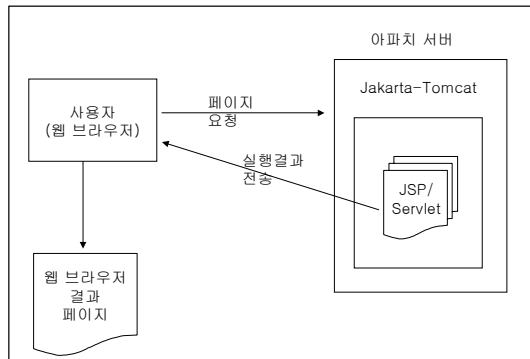 아파치 서버
Jakarta-Tomcat
사용자
(웹 브라우저)
페이지
요청
실행결과
전송
JSP/
Servlet
웹 브라우저
결과
페이지